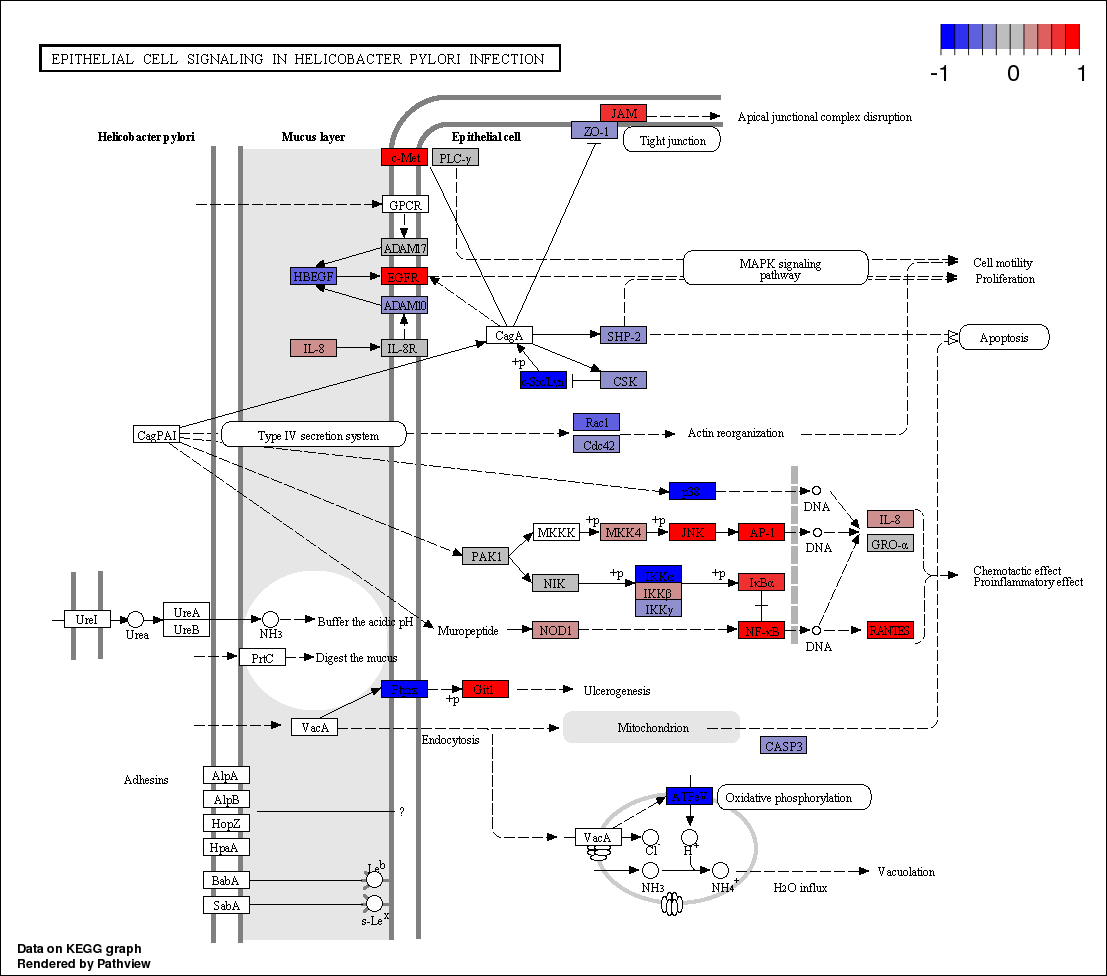 -1 0 1
EPITHELIAL CELL SIGNALING IN HELICOBACTER PYLORI INFECTION
JAM
Apical junctional complex disruption
ZO-1
Tight junction
Helicobacter pylori
Mucus layer
Epithelial cell
c-Met
PLC-γ
GPCR
ADAM17
HBEGF
EGFR
MAPK signaling
pathway
Cell motility
Proliferation
ADAM10
CagA
SHP-2
Apoptosis
IL-8
IL-8R
+p
c-Src/Lyn
CSK
CagPAI
Type IV secretion system
Rac1
Cdc42
Actin reorganization
DNA
PAK1
MKKK
+p
MKK4
+p
JNK
AP-1
DNA
IL-8
GRO-α
NIK
+p
IKKα
IKKβ
IKKγ
+p
IκBα
Chemotactic effect
Proinflammatory effect
UreI
Urea
UreA
UreB
NH3
Buffer the acidic pH
Muropeptide
NOD1
NF-κB
DNA
RANTES
PrtC
Digest the mucus
+p
Git1
Ulcerogenesis
VacA
Endocytosis
Mitochondrion
CASP3
Adhesins
AlpA
AlpB
HopZ
HpaA
BabA
SabA
?
Le b
s-Le x
Oxidative phosphorylation
VacA
Cl-
H+
NH3
NH4+
H2O influx
Vacuolation
Data on KEGG graph
Rendered by Pathview